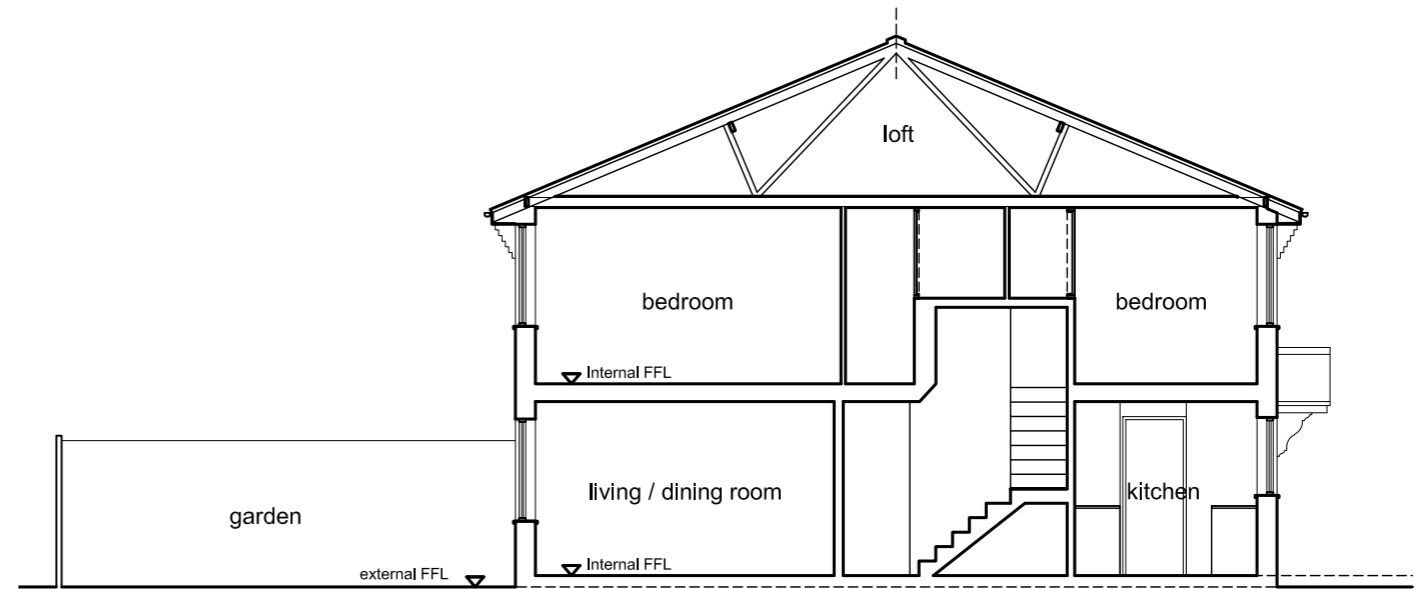 loft
bedroom
bedroom
Internal FFL
living / dining room
kitchen
garden
Internal FFL
external FFL